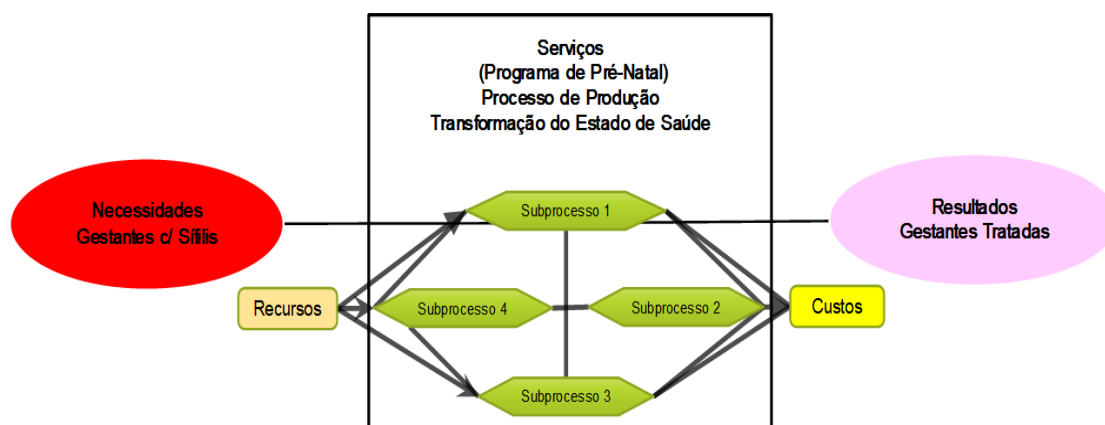 Serviços
(Programa de Pré-Natal)
Processo de Produção
Transformação do Estado de Saúde
Necessidades
Gestantes c/ Sífilis
Resultados
Gestantes Tratadas
Subprocesso 1
Recursos
Subprocesso 4
Subprocesso 2
Custos
Subprocesso 3